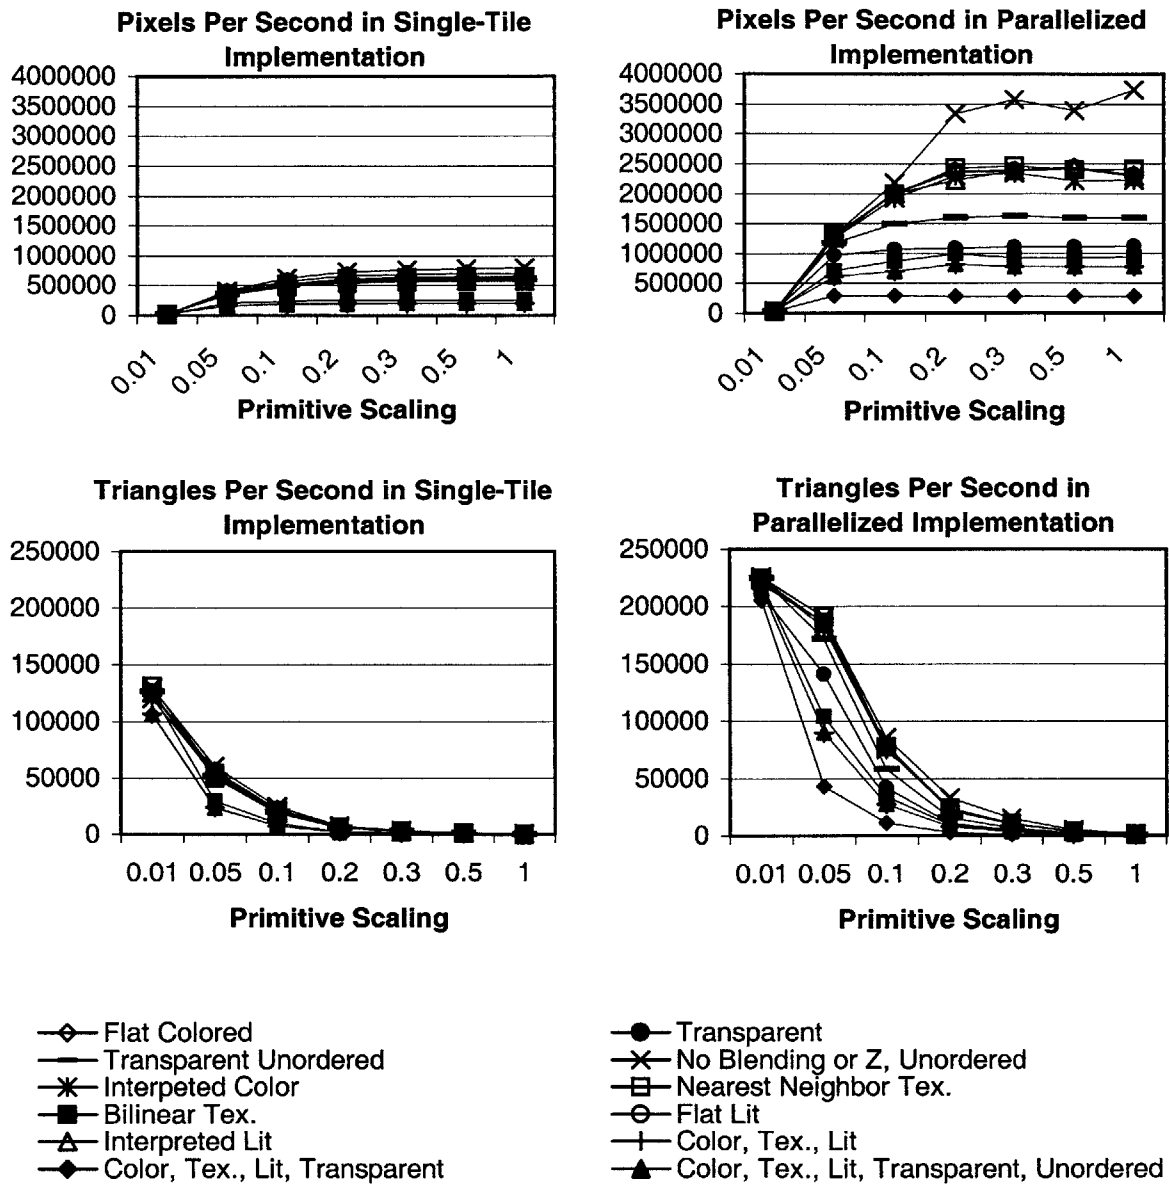 Pixels Per Second in Single-Tile
Implementation
4000000
3500000
3000000
2500000
2000000
1500000
1000000
500000
0
0.01 0.05 0.1 0.2 0.3 0.5 1
Primitive Scaling
Pixels Per Second in Parallelized
Implementation
4000000
3500000
3000000
2500000
2000000
1500000
1000000
500000
0
0.01 0.05 0.1 0.2 0.3 0.5 1
Primitive Scaling
Triangles Per Second in Single-Tile
Implementation
250000
200000
150000
100000
50000
0
0.01 0.05 0.1 0.2 0.3 0.5 1
Primitive Scaling
Triangles Per Second in
Parallelized Implementation
250000
200000
150000
100000
50000
0
0.01 0.05 0.1 0.2 0.3 0.5 1
Primitive Scaling
Flat Colored
Transparent Unordered
Interpeted Color
Bilinear Tex.
Interpreted Lit
Color, Tex., Lit, Transparent
Transparent
No Blending or Z, Unordered
Nearest Neighbor Tex.
Flat Lit
Color, Tex., Lit
Color, Tex., Lit, Transparent, Unordered